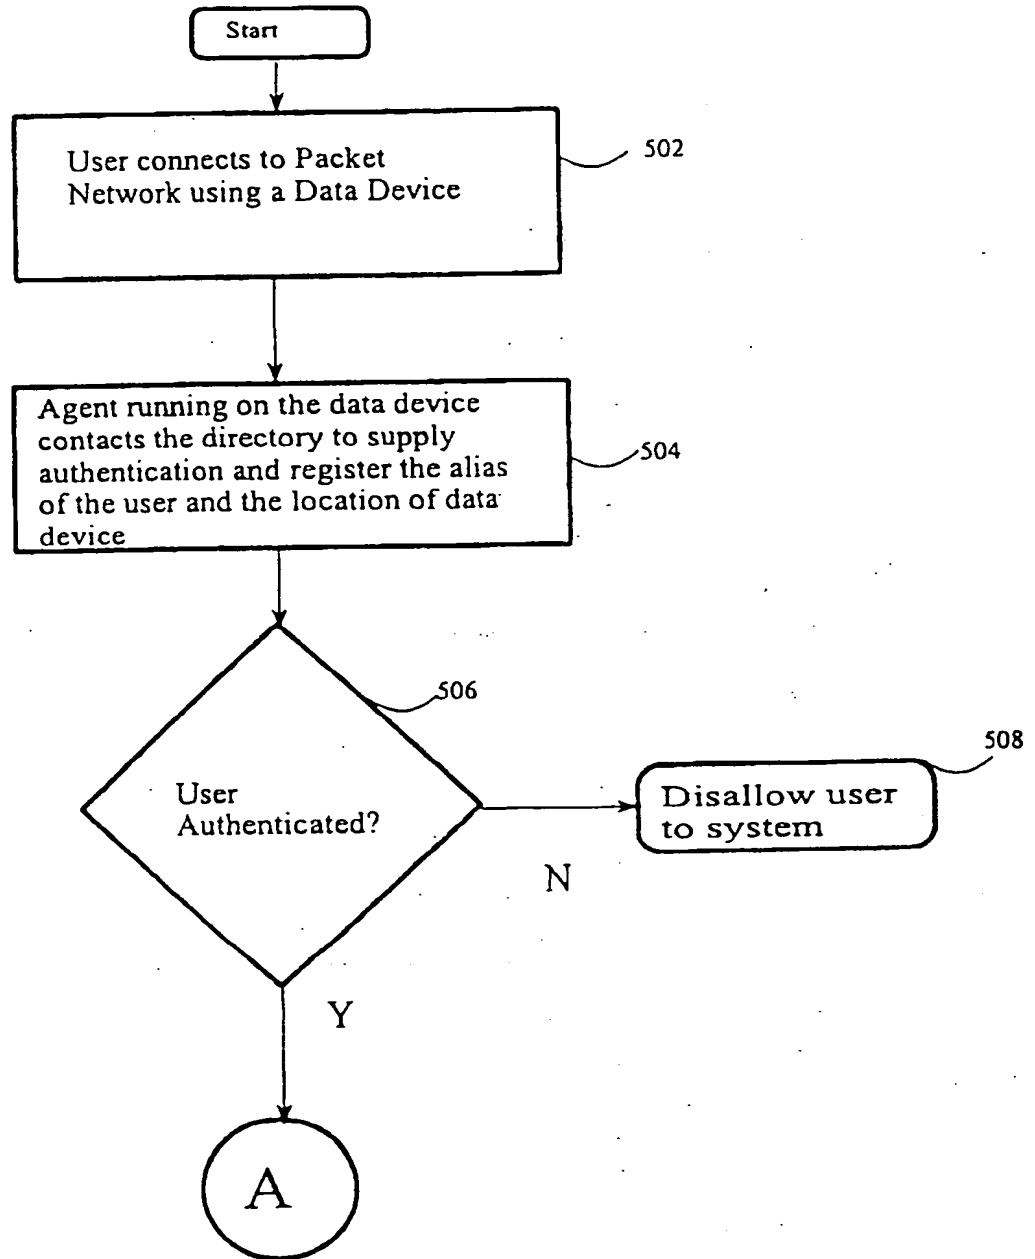 Start
User connects to Packet
Network using a Data Device
502
Agent running on the data device
contacts the directory to supply
authentication and register the alias
of the user and the location of data
device
504
506
User
Authenticated?
508
Disallow user
to system
N
Y
A